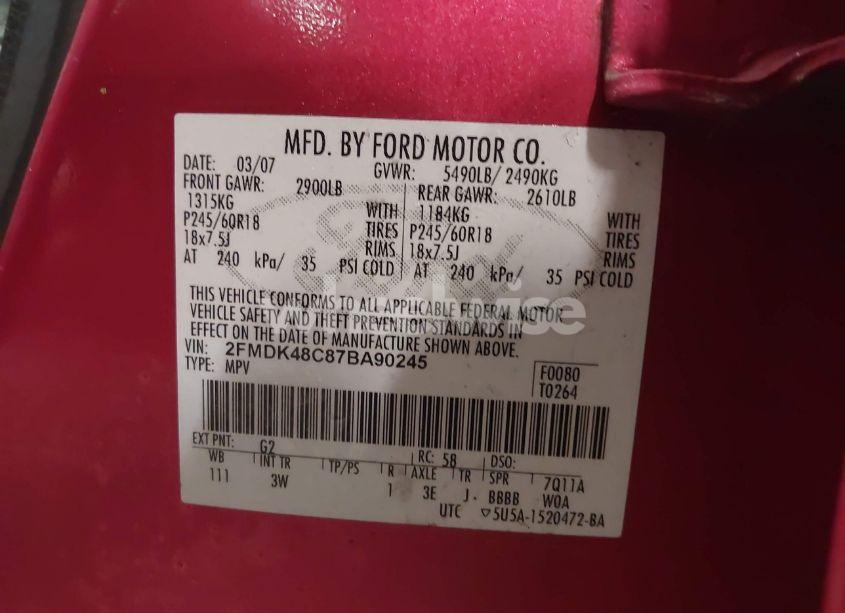 MFD. BY FORD MOTOR CO.
DATE: 03/07 GVWR: 5490LB/ 2490KG
FRONT GAWR: 2900LB REAR GAWR: 2610LB
1315KG WITH 1184KG WITH
P245/60R18 TIRES P245/60R18 TIRES
18x7.5J RIMS 18x7.5J RIMS
AT 240 kPa/ 35 PSI COLD AT 240 kPa/ 35 PSI COLD
THIS VEHICLE CONFORMS TO ALL APPLICABLE FEDERAL MOTOR
VEHICLE SAFETY AND THEFT PREVENTION STANDARDS IN
EFFECT ON THE DATE OF MANUFACTURE SHOWN ABOVE.
VIN: 2FMDK48C87BA90245
TYPE: MPV
F0080
T0264
EXT PNT: G2 RC: 58 DSO:
WB INT TR TP/PS R AXLE TR SPR 7Q11A
111 3W 1 3E J BBBB WOA
UTC ▽5U5A-1520472-BA